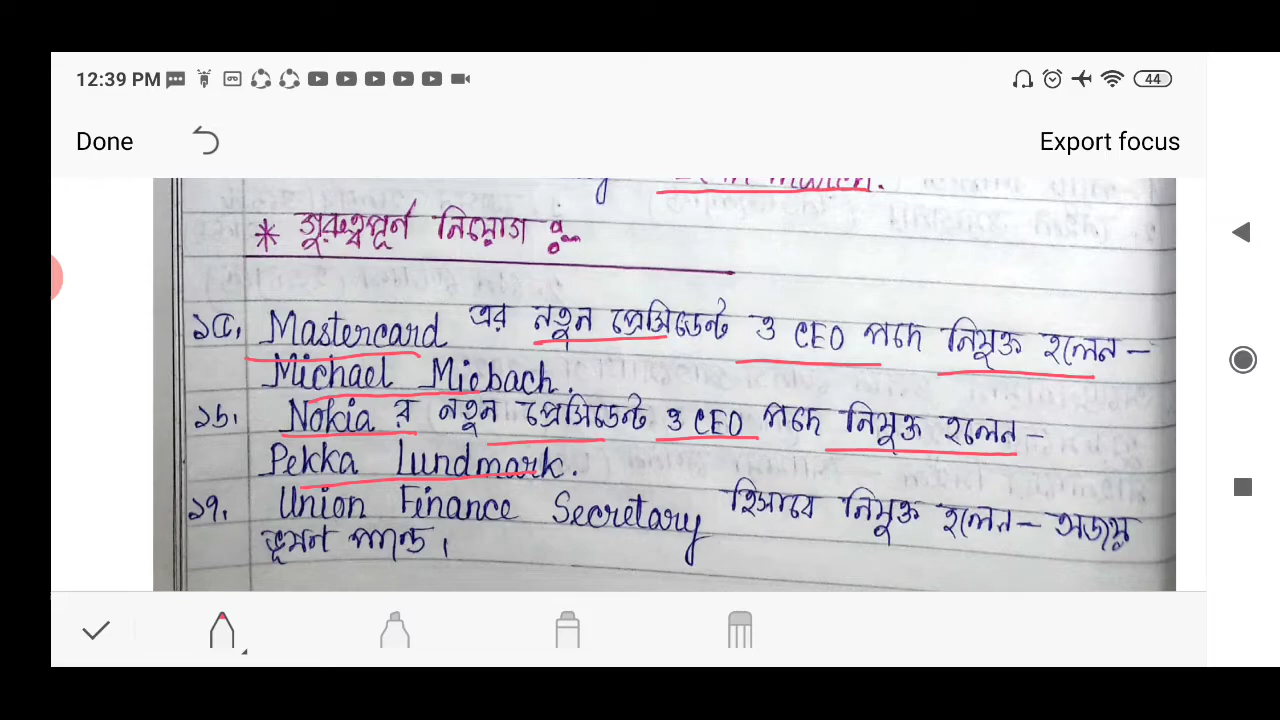 12:39 PM 44
Done Export focus
* গুরুত্বপূর্ন নিয়োগ :-
১৫. Mastercard এর নতুন প্রেসিডেন্ট ও CEO পদে নিযুক্ত হলেন -
Michael Miebach.
১৬. Nokia র নতুন প্রেসিডেন্ট ও CEO পদে নিযুক্ত হলেন -
Pekka Lundmark.
১৭. Union Finance Secretary হিসাবে নিযুক্ত হলেন - অজয়
ভূষণ পান্ডে।